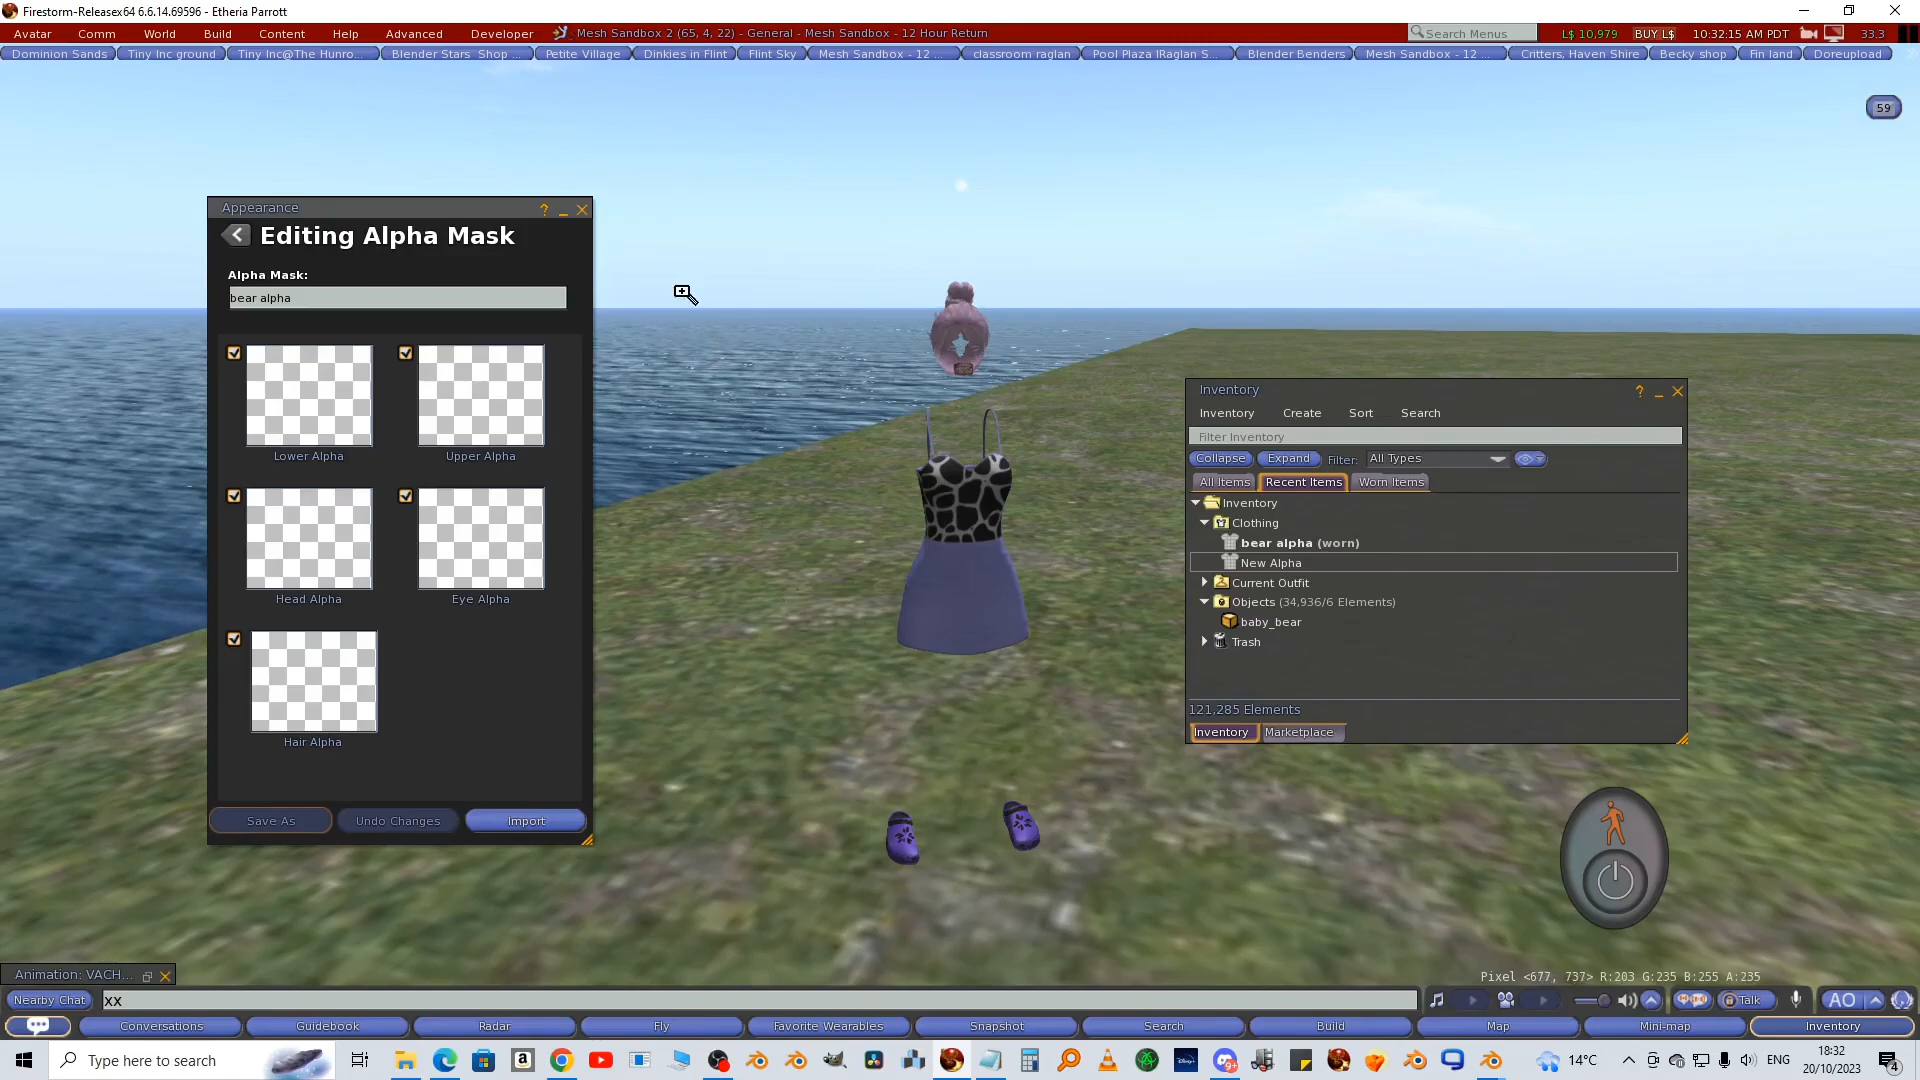 Firestorm-Releasex64 6.6.14.69596 - Etheria Parrott
Avatar Comm World Build Content Help Advanced Developer Mesh Sandbox 2 (65, 4, 22) - General - Mesh Sandbox - 12 Hour Return Search Menus L$ 10,979 BUY L$ 10:32:15 AM PDT 33.3
Dominion Sands Tiny Inc ground Tiny Inc@The Hunro... Blender Stars Shop ... Petite Village Dinkies in Flint Flint Sky Mesh Sandbox - 12 ... classroom raglan Pool Plaza !Raglan S... Blender Benders Mesh Sandbox - 12 ... Critters, Haven Shire Becky shop Fin land Doreupload
59
Appearance
Editing Alpha Mask
Alpha Mask:
bear alpha
Lower Alpha Upper Alpha
Head Alpha Eye Alpha
Hair Alpha
Save As Undo Changes Import
Inventory
Inventory Create Sort Search
Filter Inventory
Collapse Expand Filter: All Types
All Items Recent Items Worn Items
Inventory
Clothing
bear alpha (worn)
New Alpha
Current Outfit
Objects (34,936/6 Elements)
baby_bear
Trash
121,285 Elements
Inventory Marketplace
Animation: VACH...
Pixel <677, 737> R:203 G:235 B:255 A:235
Nearby Chat xx Talk AO
Conversations Guidebook Radar Fly Favorite Wearables Snapshot Search Build Map Mini-map Inventory
Type here to search 14°C ENG 18:32
20/10/2023